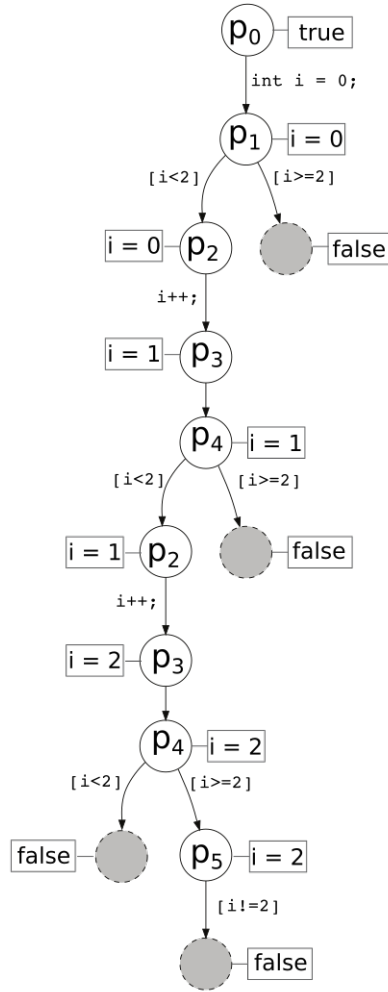 p0 true
int i = 0;
p1 i = 0
[i<2] [i>=2]
i = 0 p2 false
i++;
i = 1 p3
p4 i = 1
[i<2] [i>=2]
i = 1 p2 false
i++;
i = 2 p3
p4 i = 2
[i<2] [i>=2]
false p5 i = 2
[i!=2]
false